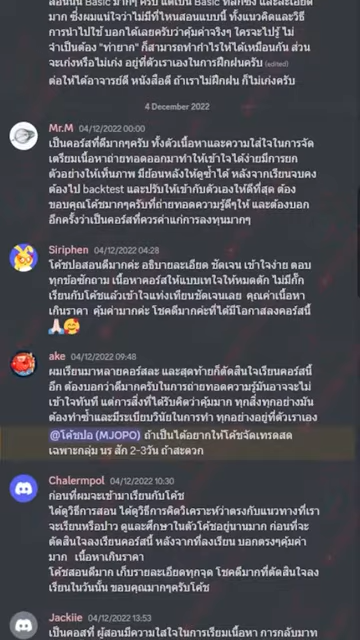 มาก ซึ่งผมแน่ใจว่าไม่มีที่ไหนสอนแบบนี้ ทั้งแนวคิดและวิธี
การนำไปใช้ บอกได้เลยครับว่าคุ้มค่าจริงๆ ใครจะไปรู้ ไม่
จำเป็นต้อง "ท่ายาก" ก็สามารถทำกำไรให้ได้เหมือนกัน ส่วน
จะเก่งหรือไม่เก่ง อยู่ที่ตัวเราเองในการฝึกฝนครับ (edited)
ต่อให้ได้อาจารย์ดี หนังสือดี ถ้าเราไม่ฝึกฝน ก็ไม่เก่งครับ
4 December 2022
Mr.M 04/12/2022 00:00
เป็นคอร์สที่ดีมากๆครับ ทั้งตัวเนื้อหาและความใส่ใจในการจัด
เตรียมเนื้อหาถ่ายทอดออกมาทำให้เข้าใจได้ง่ายมีการยก
ตัวอย่างให้เห็นภาพ มีย้อนหลังให้ดูซ้ำได้ หลังจากเรียนจบคง
ต้องไป backtest และปรับให้เข้ากับตัวเองให้ดีที่สุด ต้อง
ขอบคุณโค้ชมากๆครับที่ถ่ายทอดความรู้ดีๆให้ และต้องบอก
อีกครั้งว่าเป็นคอร์สที่ควรค่าแก่การลงทุนมากๆ
Siriphen 04/12/2022 04:28
โค้ชปอสอนดีมากค่ะ อธิบายละเอียด ชัดเจน เข้าใจง่าย ตอบ
ทุกข้อซักถาม เนื้อหาคอร์สให้แบบเทใจให้หมดตัก ไม่มีกั๊ก
เรียนกับโค้ชแล้วเข้าใจแท่งเทียนชัดเจนเลย คุณค่าเนื้อหา
เกินราคา คุ้มค่ามากค่ะ โชคดีมากค่ะที่ได้มีโอกาสลงคอร์สนี้
🙏🏻🥰
ake 04/12/2022 09:48
ผมเรียนมาหลายคอร์สละ และสุดท้ายก็ตัดสินใจเรียนคอร์สนี้
อีก ต้องบอกว่าดีมากครับในการถ่ายทอดความรู้มันอาจจะไม่
เข้าใจทันที แต่การสิ่งที่ได้รับคือว่าคุ้มมาก ทุกสิ่งทุกอย่างมัน
ต้องทำซ้ำและมีระเบียบวินัยในการทำ ทุกอย่างอยู่ที่ตัวเราเอง
@โค้ชปอ (MJOPO) ถ้าเป็นได้อยากให้โค้ชจัดเทรดสด
เฉพาะกลุ่ม นร สัก 2-3วัน ถ้าสะดวก
Chalermpol 04/12/2022 10:30
ก่อนที่ผมจะเข้ามาเรียนกับโค้ช
ได้ดูวิธีการสอน ได้ดูวิธีการคิดวิเคราะห์ว่าตรงกับแนวทางที่เรา
จะเรียนหรือป่าว ดูและศึกษาในตัวโค้ชอยู่นานมาก ก่อนที่จะ
ตัดสินใจลงเรียนคอร์สนี้ หลังจากที่ลงเรียน บอกตรงๆคุ้มค่า
มาก เนื้อหาเกินราคา
โค้ชสอนดีมาก เก็บรายละเอียดทุกจุด โชคดีมากที่ตัดสินใจลง
เรียนในวันนั้น ขอบคุณมากๆครับโค้ช
Jackiie 04/12/2022 13:53
เป็นคอสที่ ผู้สอนมีความใส่ใจในการเรียนเนื้อหา การกลับมาท